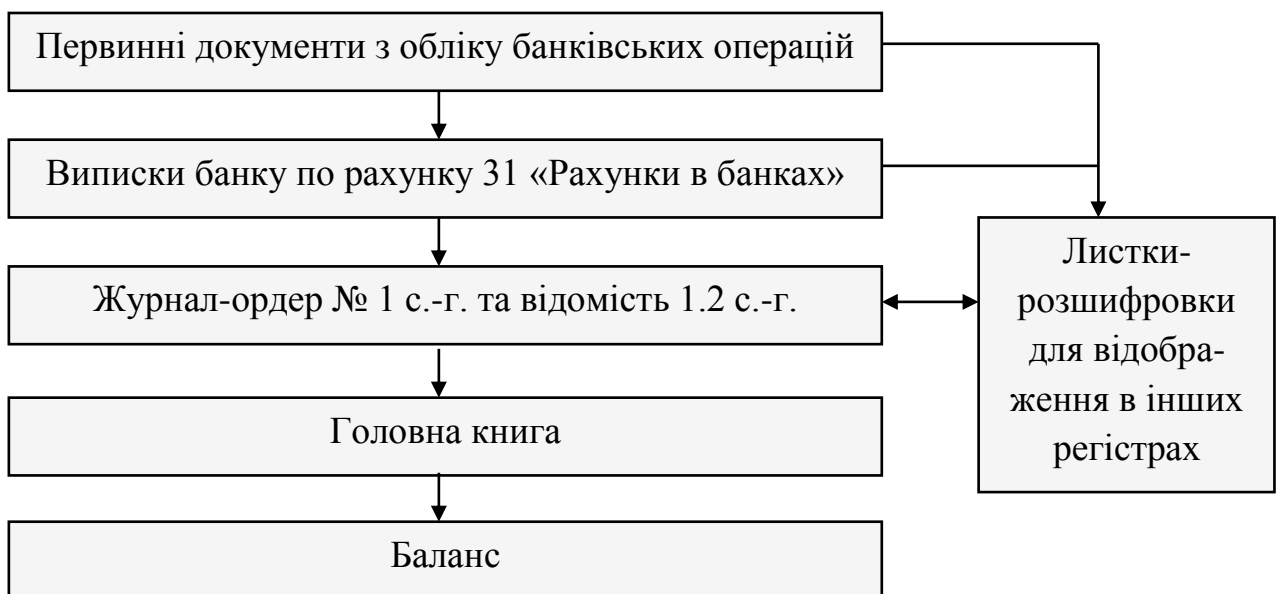 Первинні документи з обліку банківських операцій
Виписки банку по рахунку 31 «Рахунки в банках»
Журнал-ордер № 1 с.-г. та відомість 1.2 с.-г.
Головна книга
Баланс
Листки-
розшифровки
для відобра-
ження в інших
регістрах